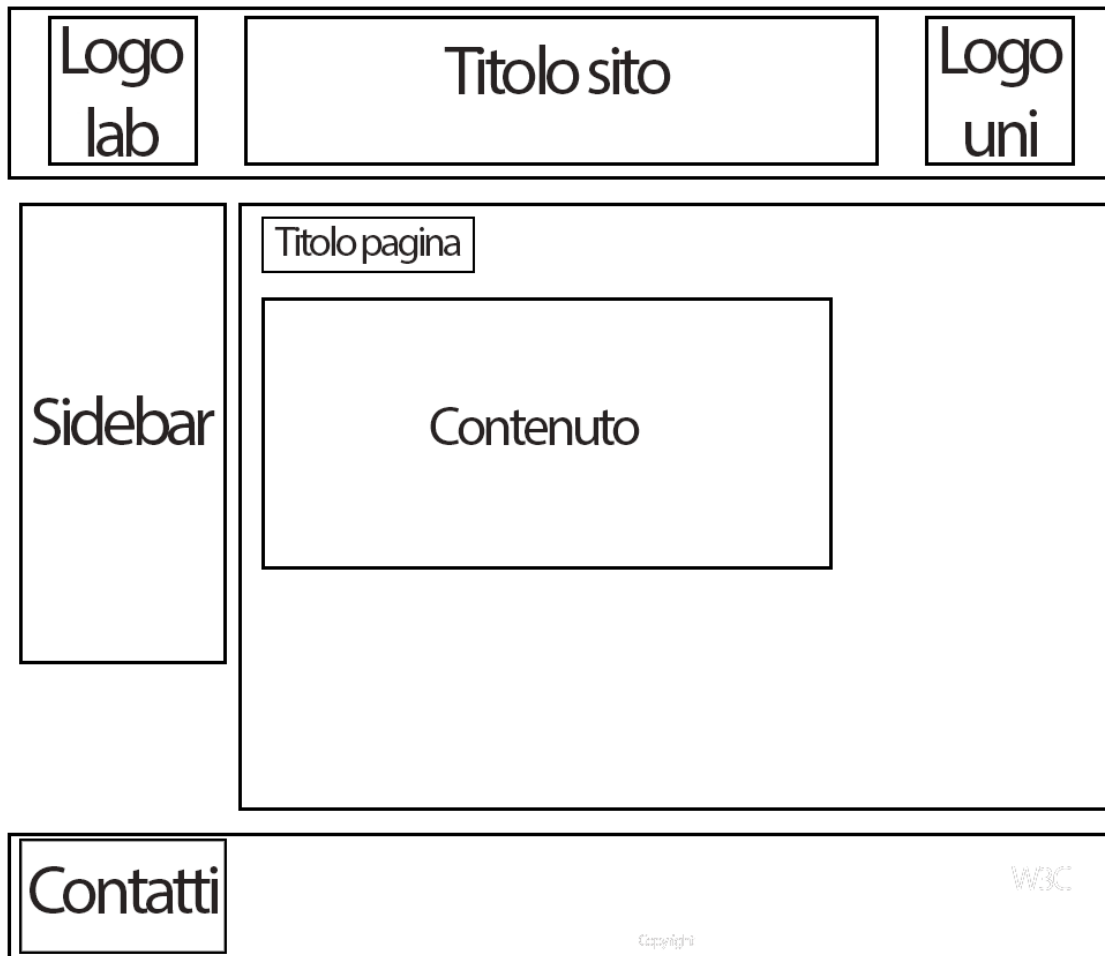 Logo
lab
Titolo sito
Logo
uni
Titolo pagina
Sidebar
Contenuto
Contatti
W3C
Copyright